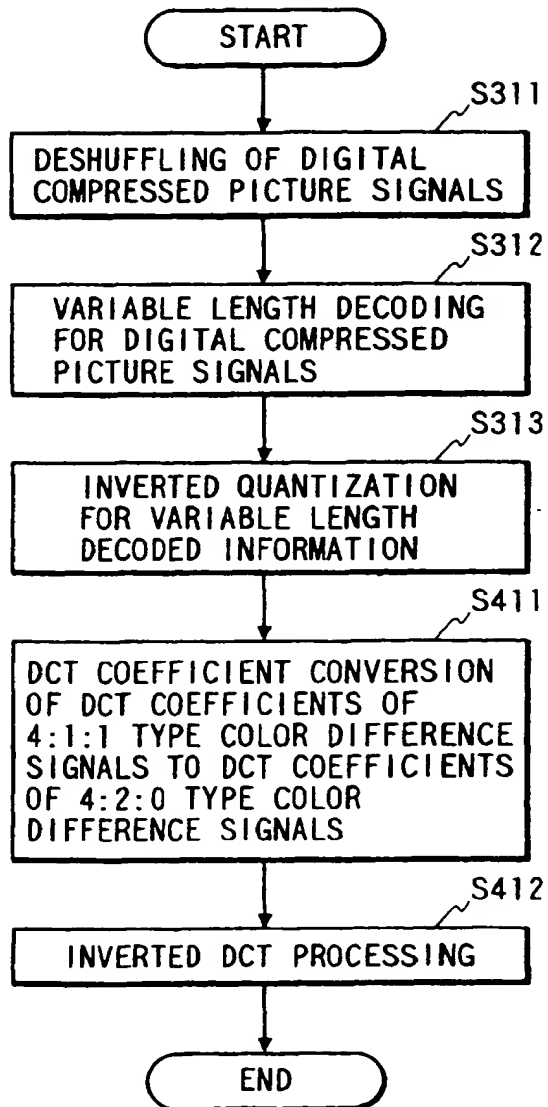 START
S311
DESHUFFLING OF DIGITAL
COMPRESSED PICTURE SIGNALS
S312
VARIABLE LENGTH DECODING
FOR DIGITAL COMPRESSED
PICTURE SIGNALS
S313
INVERTED QUANTIZATION
FOR VARIABLE LENGTH
DECODED INFORMATION
S411
DCT COEFFICIENT CONVERSION
OF DCT COEFFICIENTS OF
4:1:1 TYPE COLOR DIFFERENCE
SIGNALS TO DCT COEFFICIENTS
OF 4:2:0 TYPE COLOR
DIFFERENCE SIGNALS
S412
INVERTED DCT PROCESSING
END